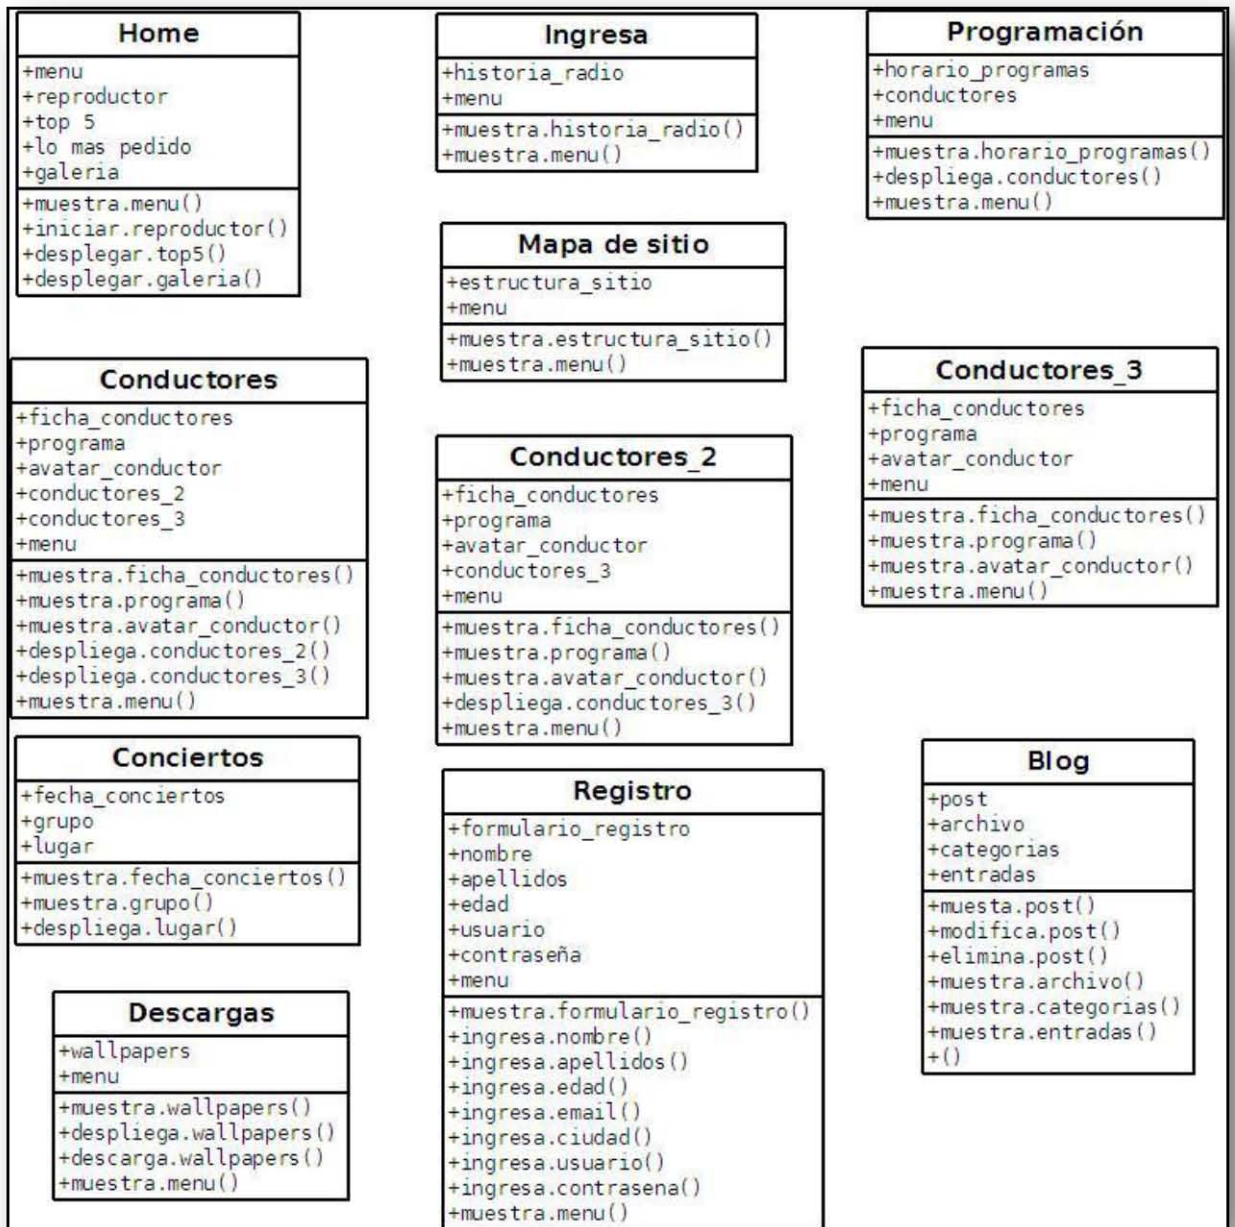 Home
+menu
+reproductor
+top 5
+lo mas pedido
+galeria
+muestra.menu()
+iniciar.reproductor()
+desplegar.top5()
+desplegar.galeria()
Ingresa
+historia_radio
+menu
+muestra.historia_radio()
+muestra.menu()
Programación
+horario_programas
+conductores
+menu
+muestra.horario_programas()
+despliega.conductores()
+muestra.menu()
Mapa de sitio
+estructura_sitio
+menu
+muestra.estructura_sitio()
+muestra.menu()
Conductores
+ficha_conductores
+programa
+avatar_conductor
+conductores_2
+conductores_3
+menu
+muestra.ficha_conductores()
+muestra.programa()
+muestra.avatar_conductor()
+despliega.conductores_2()
+despliega.conductores_3()
+muestra.menu()
Conductores_2
+ficha_conductores
+programa
+avatar_conductor
+conductores_3
+menu
+muestra.ficha_conductores()
+muestra.programa()
+muestra.avatar_conductor()
+despliega.conductores_3()
+muestra.menu()
Conductores_3
+ficha_conductores
+programa
+avatar_conductor
+menu
+muestra.ficha_conductores()
+muestra.programa()
+muestra.avatar_conductor()
+muestra.menu()
Conciertos
+fecha_conciertos
+grupo
+lugar
+muestra.fecha_conciertos()
+muestra.grupo()
+despliega.lugar()
Registro
+formulario_registro
+nombre
+apellidos
+edad
+usuario
+contraseña
+menu
+muestra.formulario_registro()
+ingresa.nombre()
+ingresa.apellidos()
+ingresa.edad()
+ingresa.email()
+ingresa.ciudad()
+ingresa.usuario()
+ingresa.contrasena()
+muestra.menu()
Blog
+post
+archivo
+categorias
+entradas
+muesta.post()
+modifica.post()
+elimina.post()
+muestra.archivo()
+muestra.categorias()
+muestra.entradas()
+()
Descargas
+wallpapers
+menu
+muestra.wallpapers()
+despliega.wallpapers()
+descarga.wallpapers()
+muestra.menu()